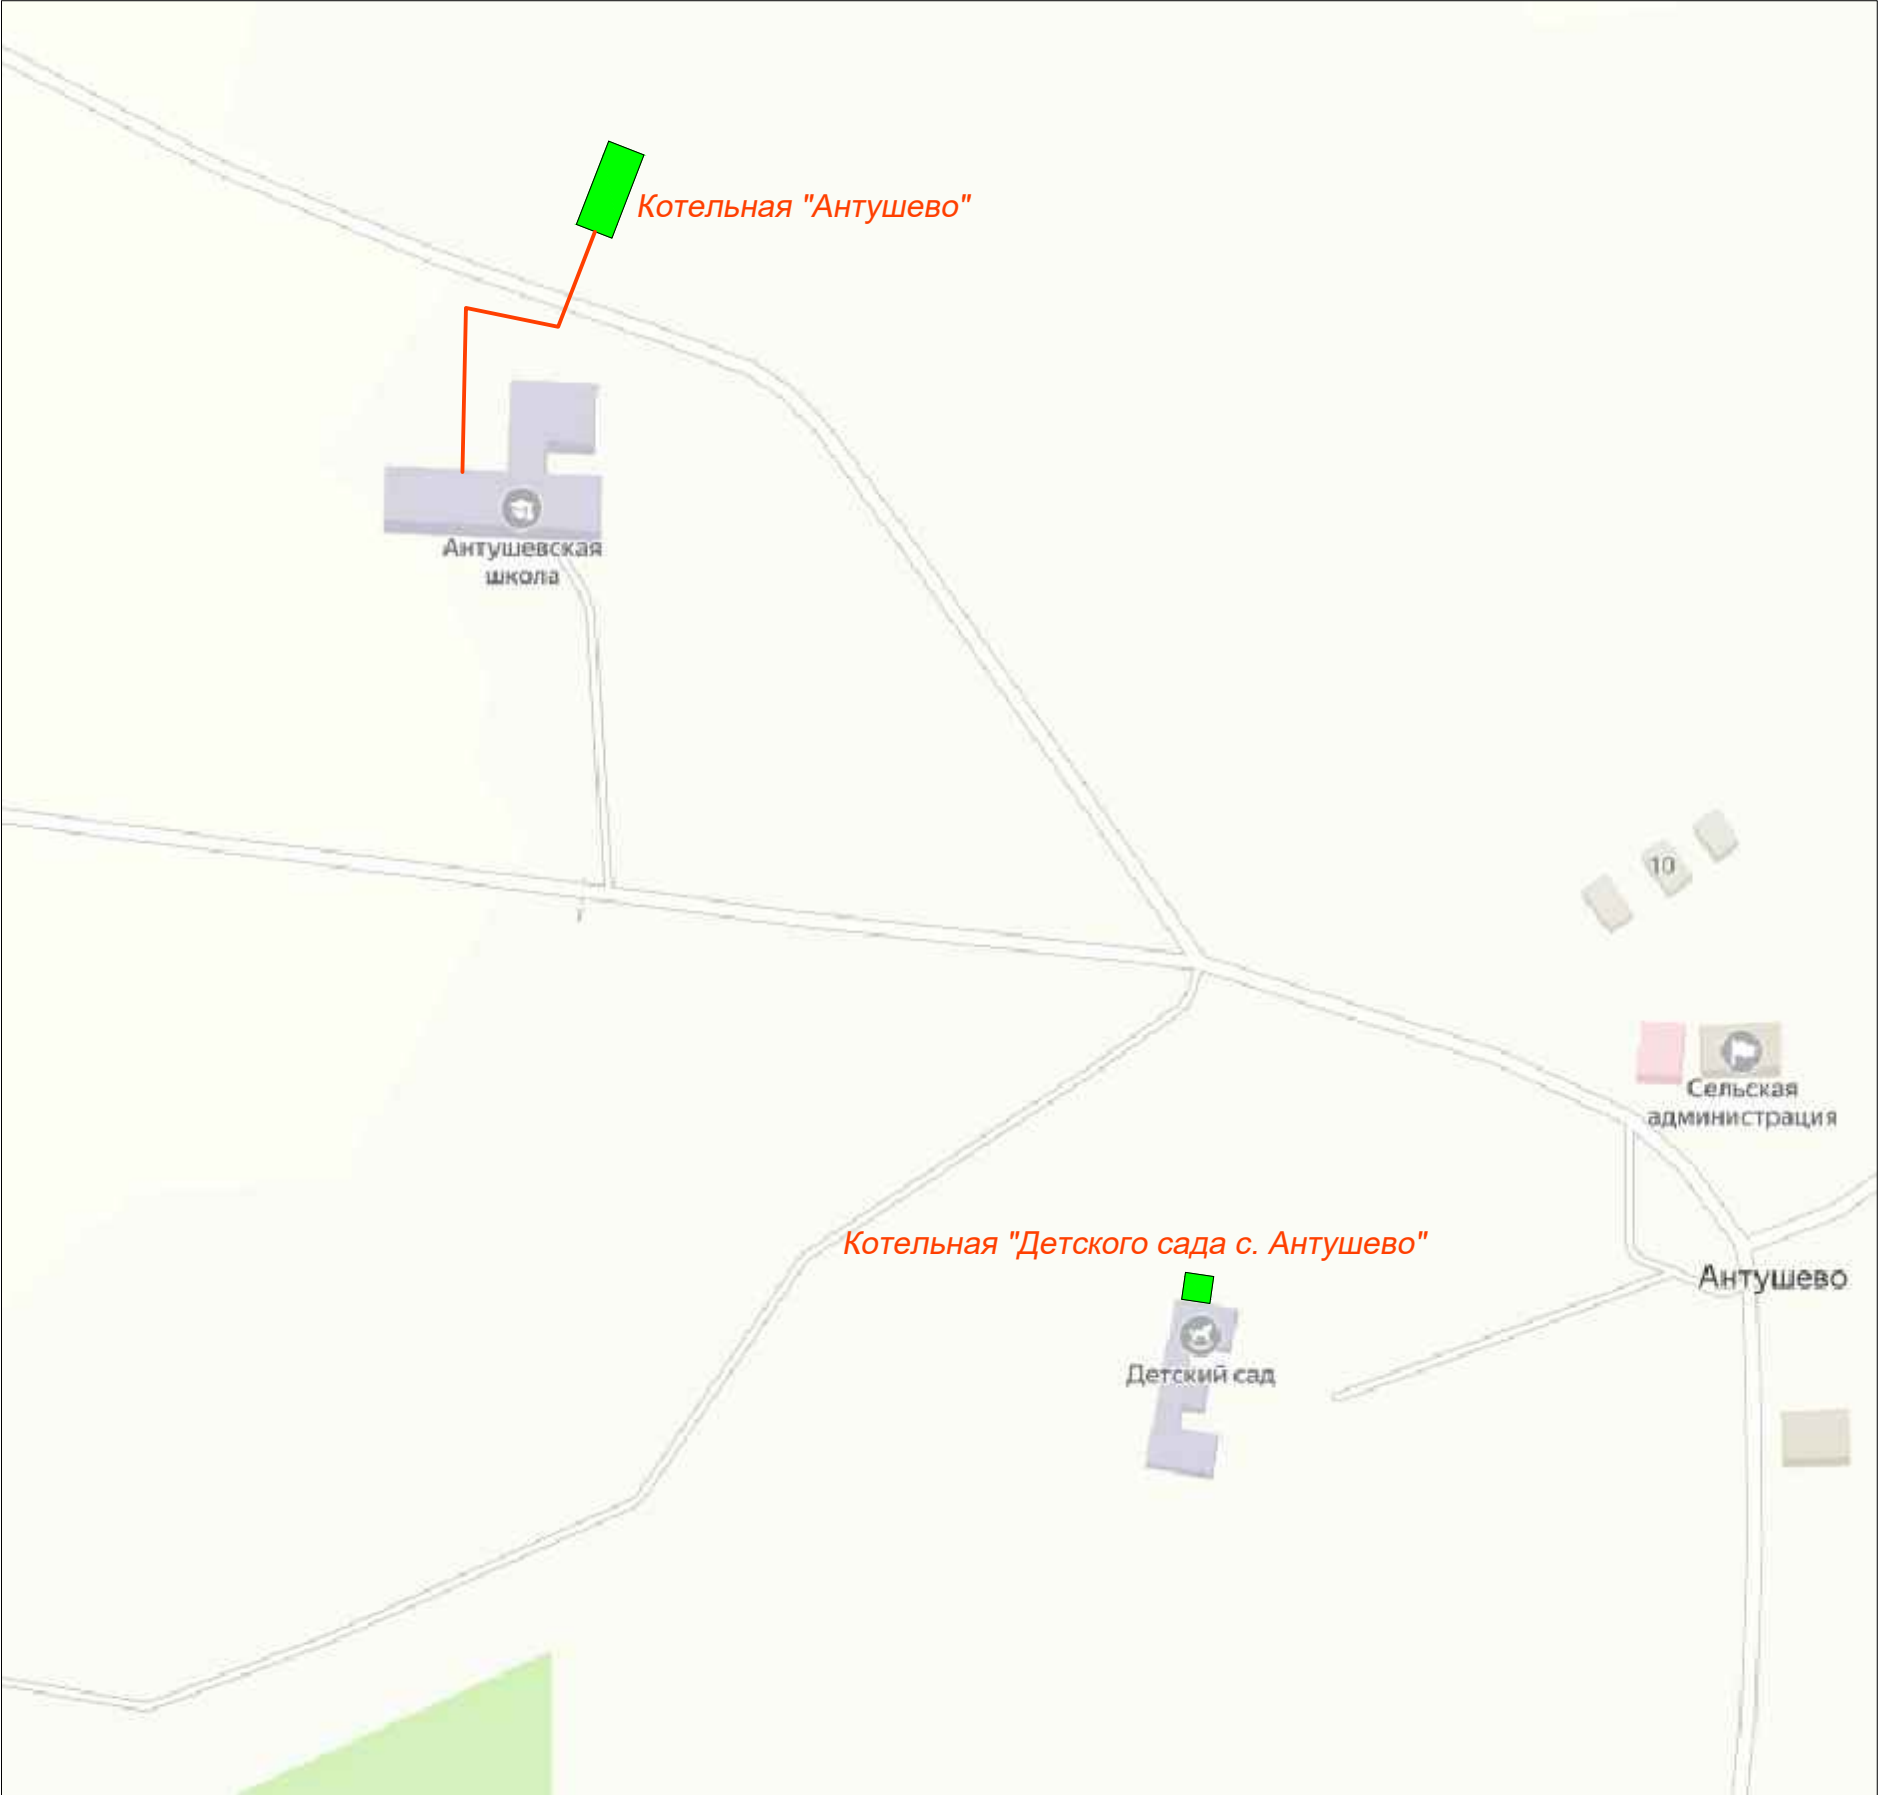 Котельная "Антушево"
Антушевская
школа
10
Сельская
администрация
Котельная "Детского сада с. Антушево"
Антушево
Детский сад